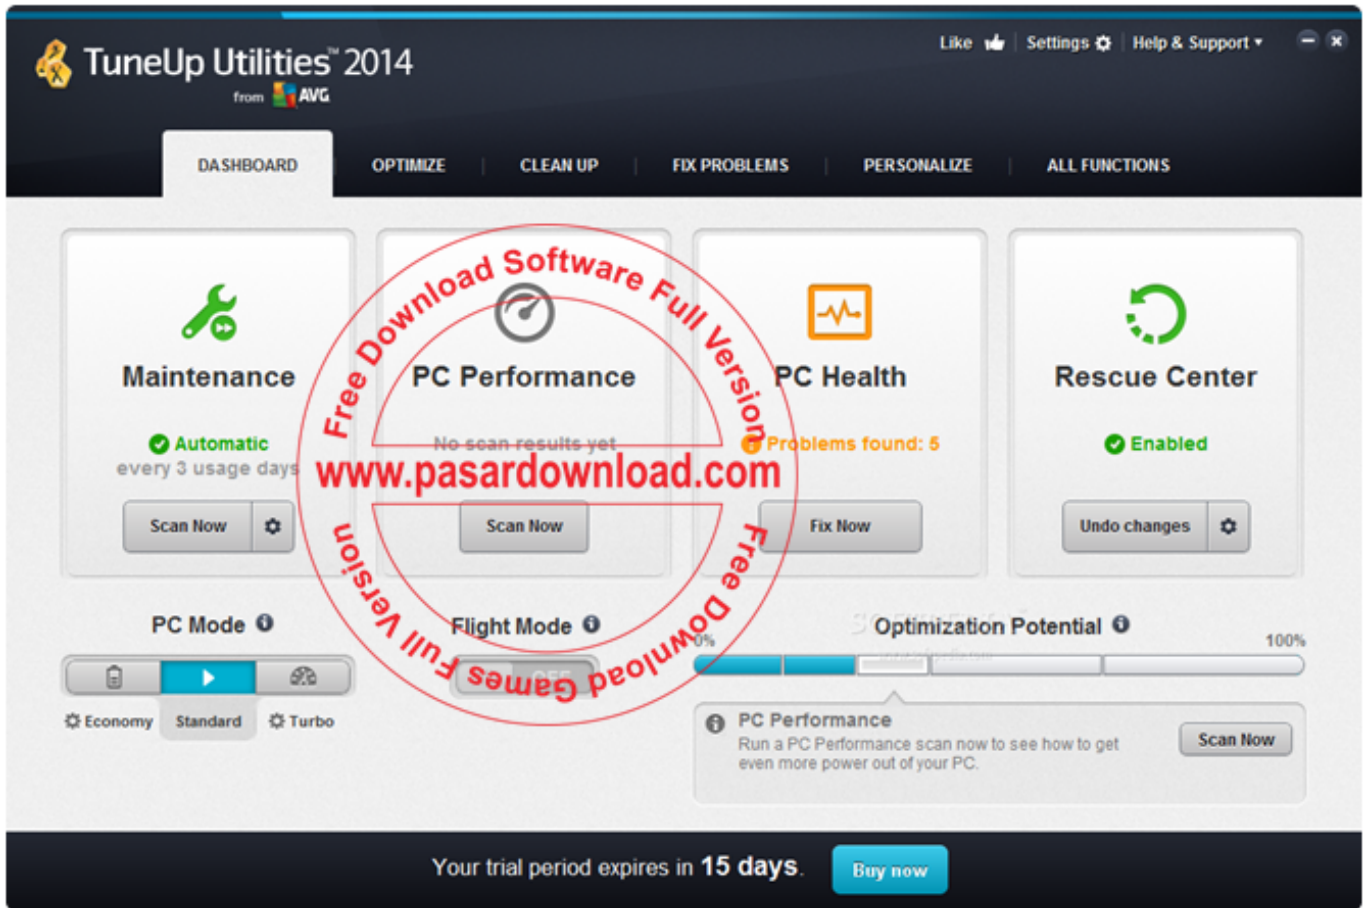 Like Settings Help & Support
TuneUp Utilities™ 2014
from AVG
DASHBOARD OPTIMIZE CLEAN UP FIX PROBLEMS PERSONALIZE ALL FUNCTIONS
Free Download Software Full Version
Maintenance PC Performance PC Health Rescue Center
Automatic No scan results yet Problems found: 5 Enabled
every 3 usage days
www.pasardownload.com
Scan Now Scan Now Fix Now Undo changes
Free Download Games Full Version
PC Mode Flight Mode Optimization Potential
0% 100%
OFF
Economy Standard Turbo
PC Performance
Run a PC Performance scan now to see how to get
even more power out of your PC.
Scan Now
Your trial period expires in 15 days. Buy now